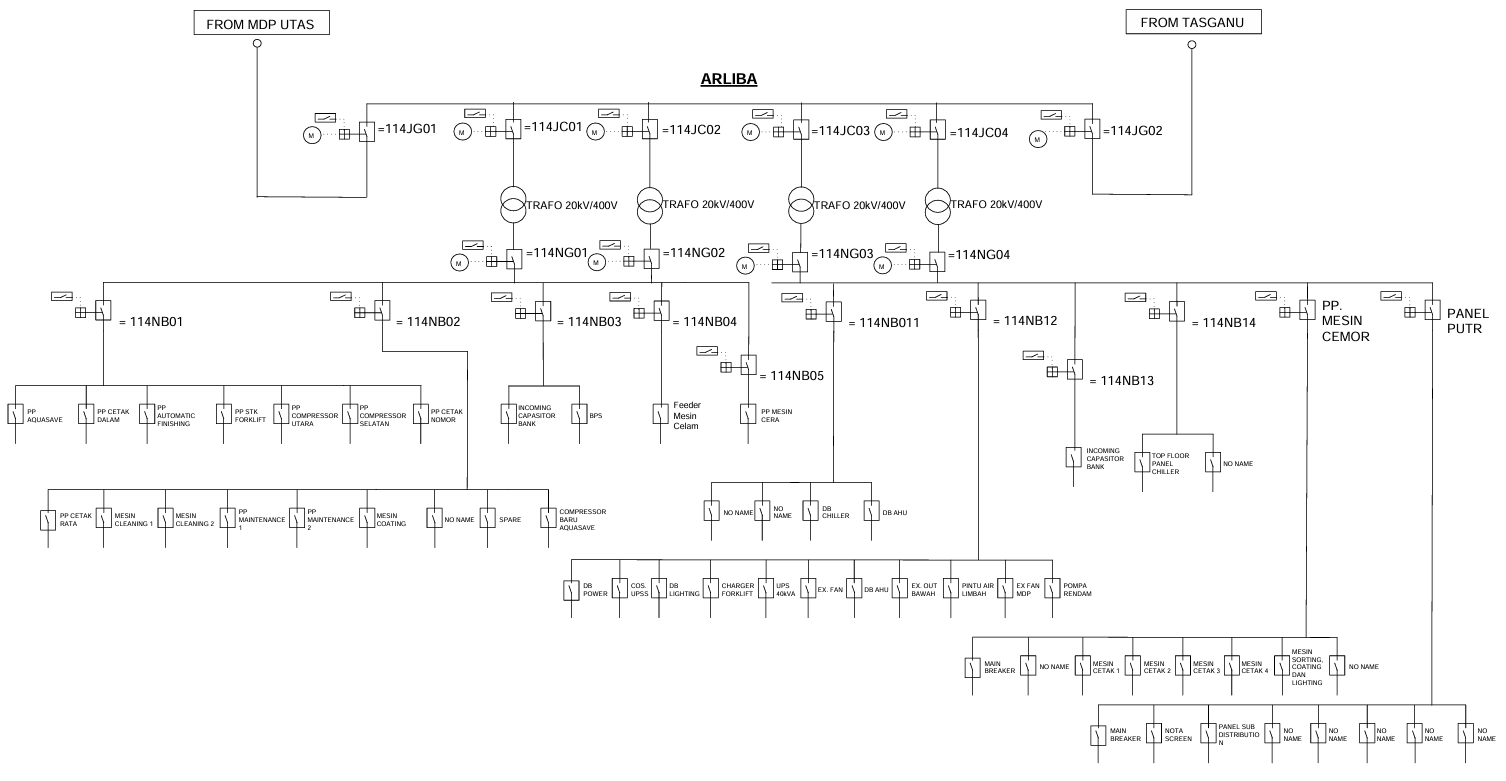 FROM MDP UTAS
FROM TASGANU
ARLIBA
M
=114JG01
M
=114JC01
M
=114JC02
M
=114JC03
M
=114JC04
M
=114JG02
TRAFO 20kV/400V
TRAFO 20kV/400V
TRAFO 20kV/400V
TRAFO 20kV/400V
M
=114NG01
M
=114NG02
M
=114NG03
M
=114NG04
= 114NB01
= 114NB02
= 114NB03
= 114NB04
= 114NB05
= 114NB011
= 114NB12
= 114NB13
= 114NB14
PP.
MESIN
CEMOR
PANEL
PUTR
PP
AQUASAVE
PP CETAK
DALAM
PP
AUTOMATIC
FINISHING
PP STK
FORKLIFT
PP
COMPRESSOR
UTARA
PP
COMPRESSOR
SELATAN
PP CETAK
NOMOR
INCOMING
CAPASITOR
BANK
BPS
Feeder
Mesin
Celam
PP MESIN
CERA
INCOMING
CAPASITOR
BANK
TOP FLOOR
PANEL
CHILLER
NO NAME
PP CETAK
RATA
MESIN
CLEANING 1
MESIN
CLEANING 2
PP
MAINTENANCE
1
PP
MAINTENANCE
2
MESIN
COATING
NO NAME
SPARE
COMPRESSOR
BARU
AQUASAVE
NO NAME
NO
NAME
DB
CHILLER
DB AHU
DB
POWER
COS.
UPSS
DB
LIGHTING
CHARGER
FORKLIFT
UPS
40kVA
EX. FAN
DB AHU
EX. OUT
BAWAH
PINTU AIR
LIMBAH
EX FAN
MDP
POMPA
RENDAM
MAIN
BREAKER
NO NAME
MESIN
CETAK 1
MESIN
CETAK 2
MESIN
CETAK 3
MESIN
CETAK 4
MESIN
SORTING,
COATING
DAN
LIGHTING
NO NAME
MAIN
BREAKER
NOTA
SCREEN
PANEL SUB
DISTRIBUTIO
N
NO
NAME
NO
NAME
NO
NAME
NO
NAME
NO
NAME